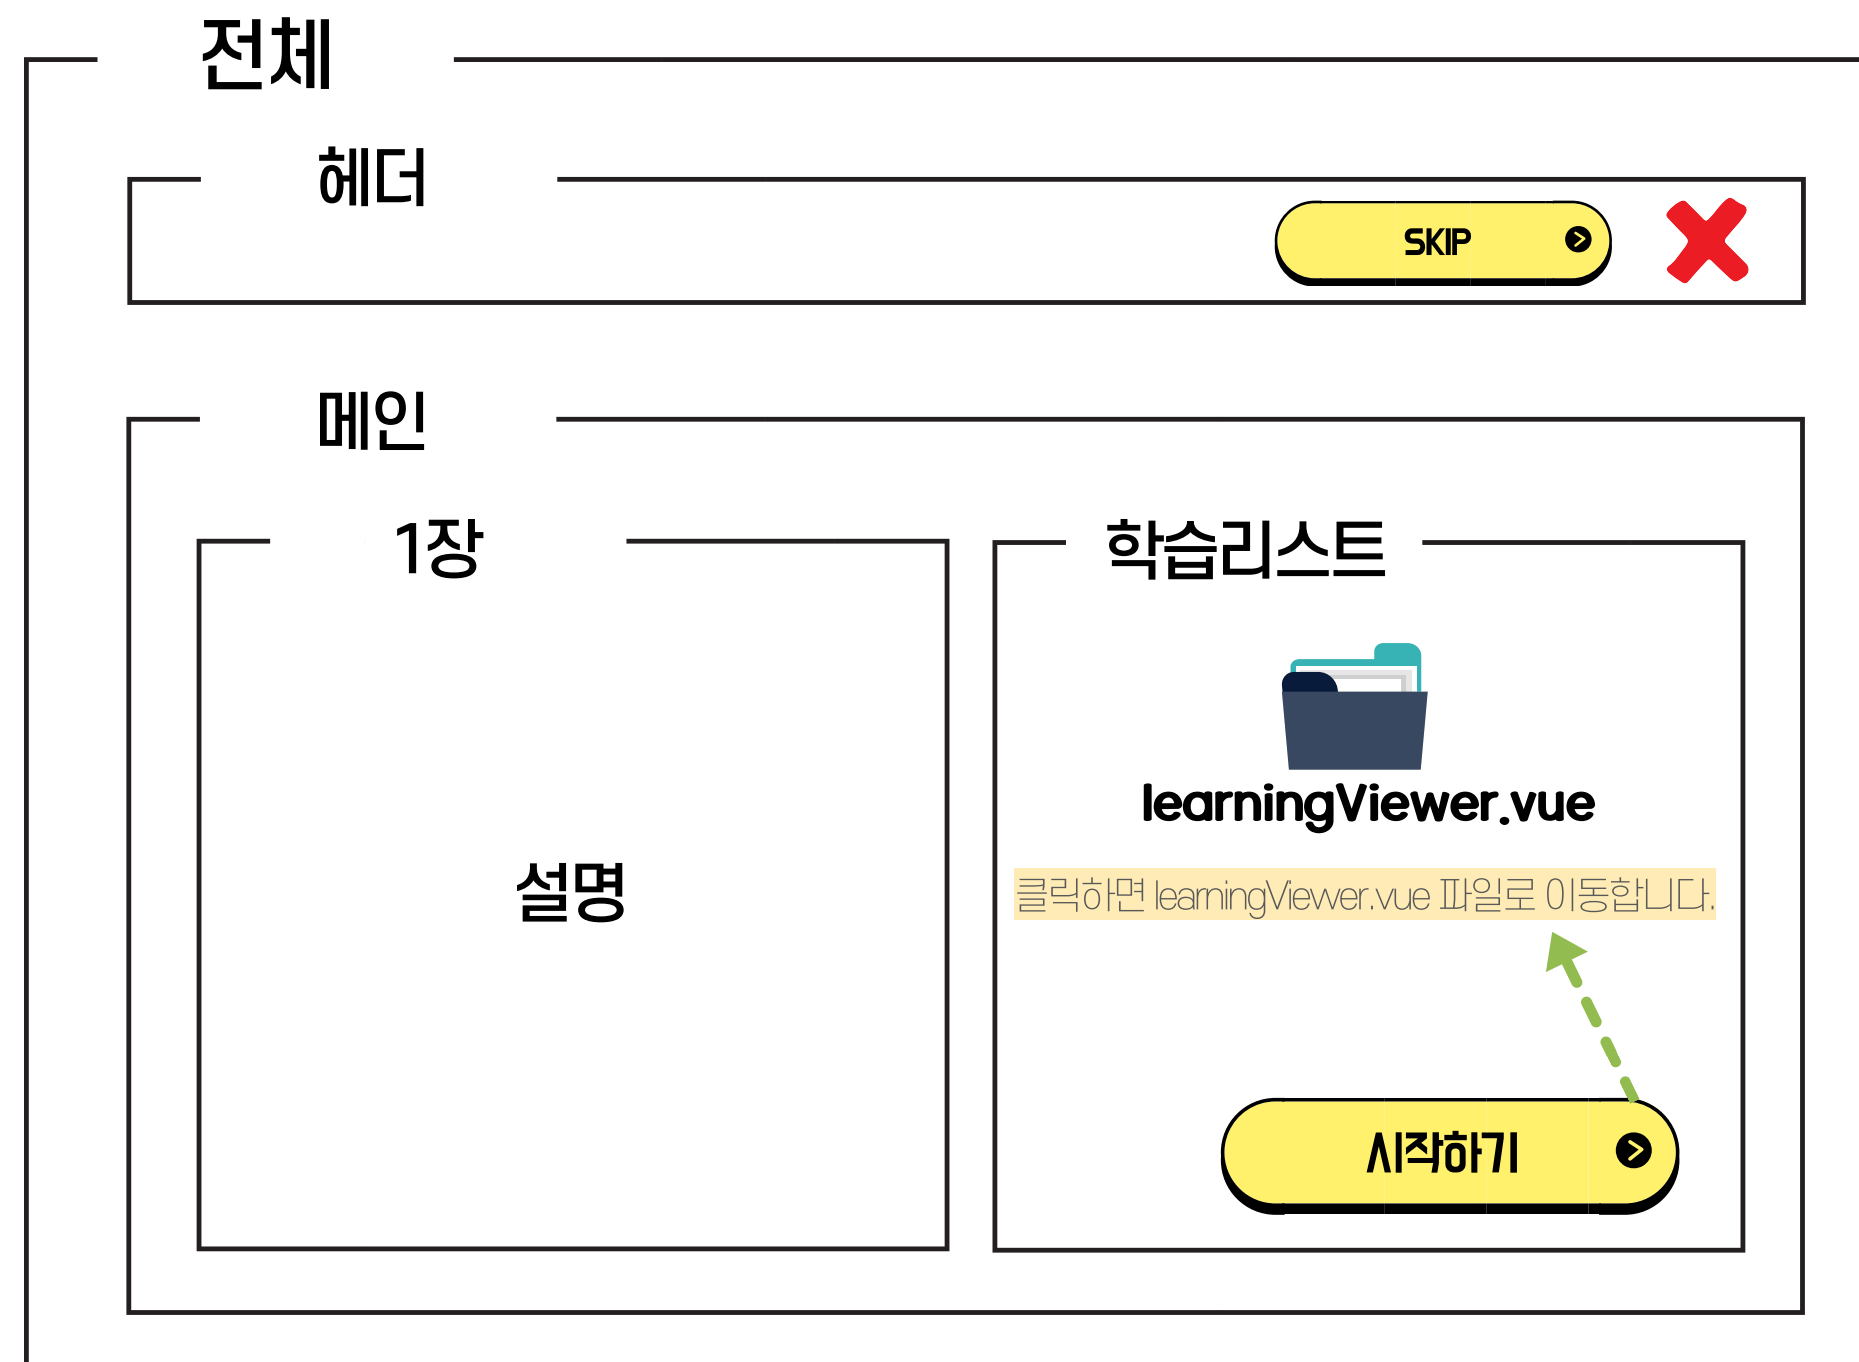 전체
헤더
SKIP
메인
1장
설명
학습리스트
learningViewer.vue
클릭하면 learningViewer.vue 파일로 이동합니다.
시작하기